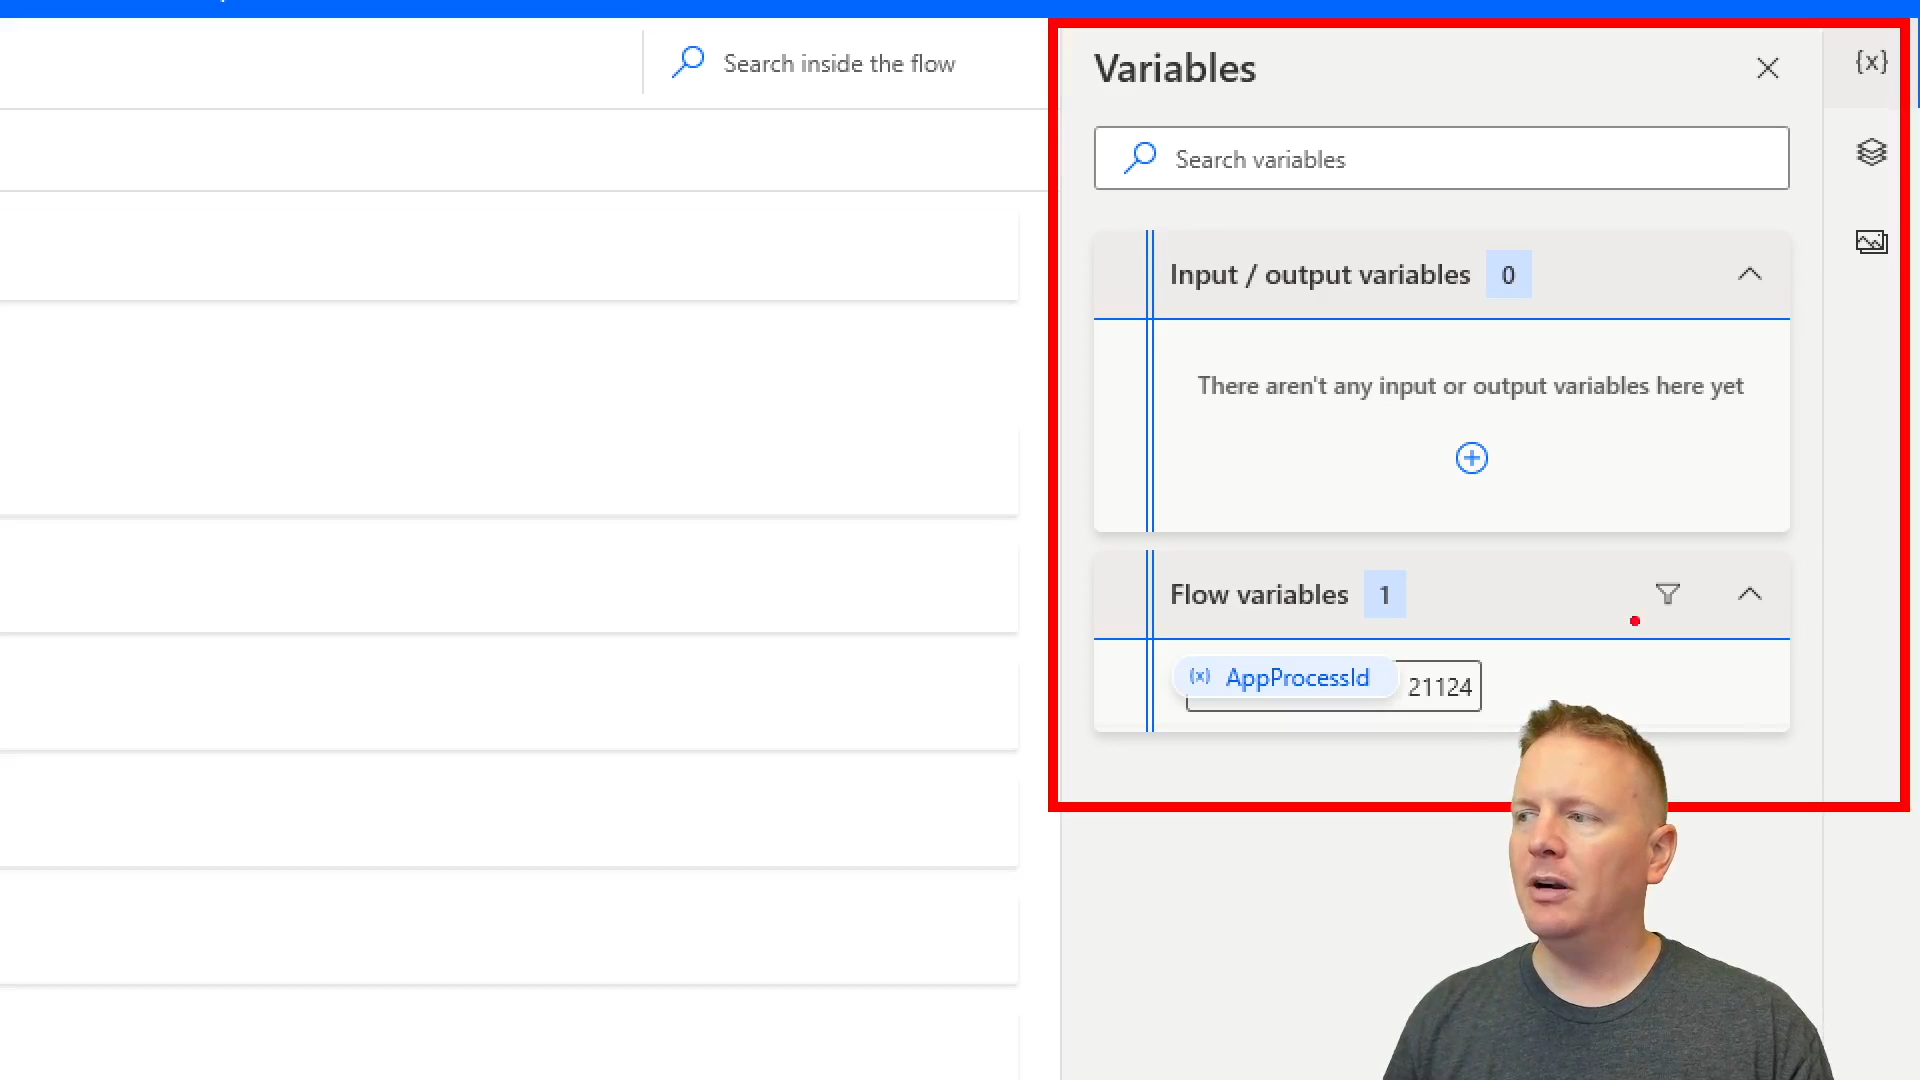 Search inside the flow
Variables
{x}
Search variables
Input / output variables 0
There aren't any input or output variables here yet
Flow variables 1
(x) AppProcessId 21124